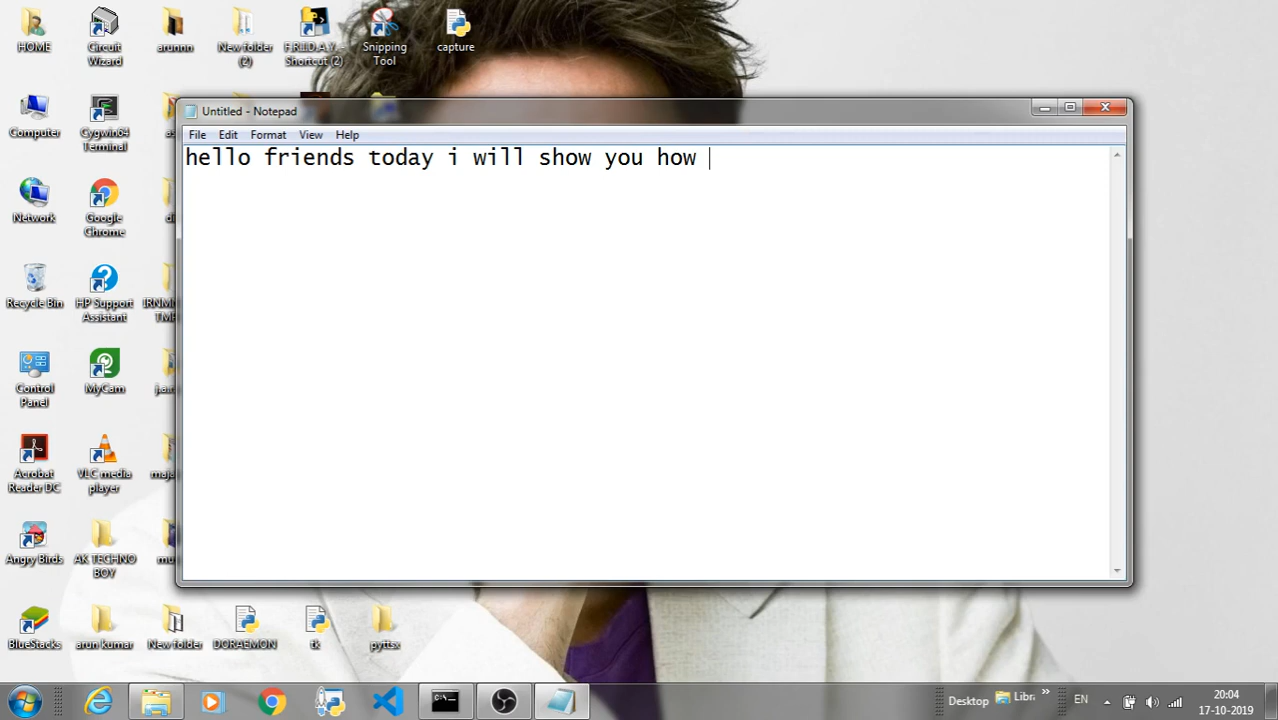 HOME
Circuit Wizard
arunnn
New folder (2)
F.R.I.D.A.Y. - Shortcut (2)
Snipping Tool
capture
Untitled - Notepad
File Edit Format View Help
hello friends today i will show you how
Computer
Cygwin64 Terminal
Network
Google Chrome
Recycle Bin
HP Support Assistant
Control Panel
MyCam
Acrobat Reader DC
VLC media player
Angry Birds
AK TECHNO BOY
BlueStacks
arun kumar
New folder
DORAEMON
tk
pyttsx
Desktop
Libr
EN
20:04
17-10-2019